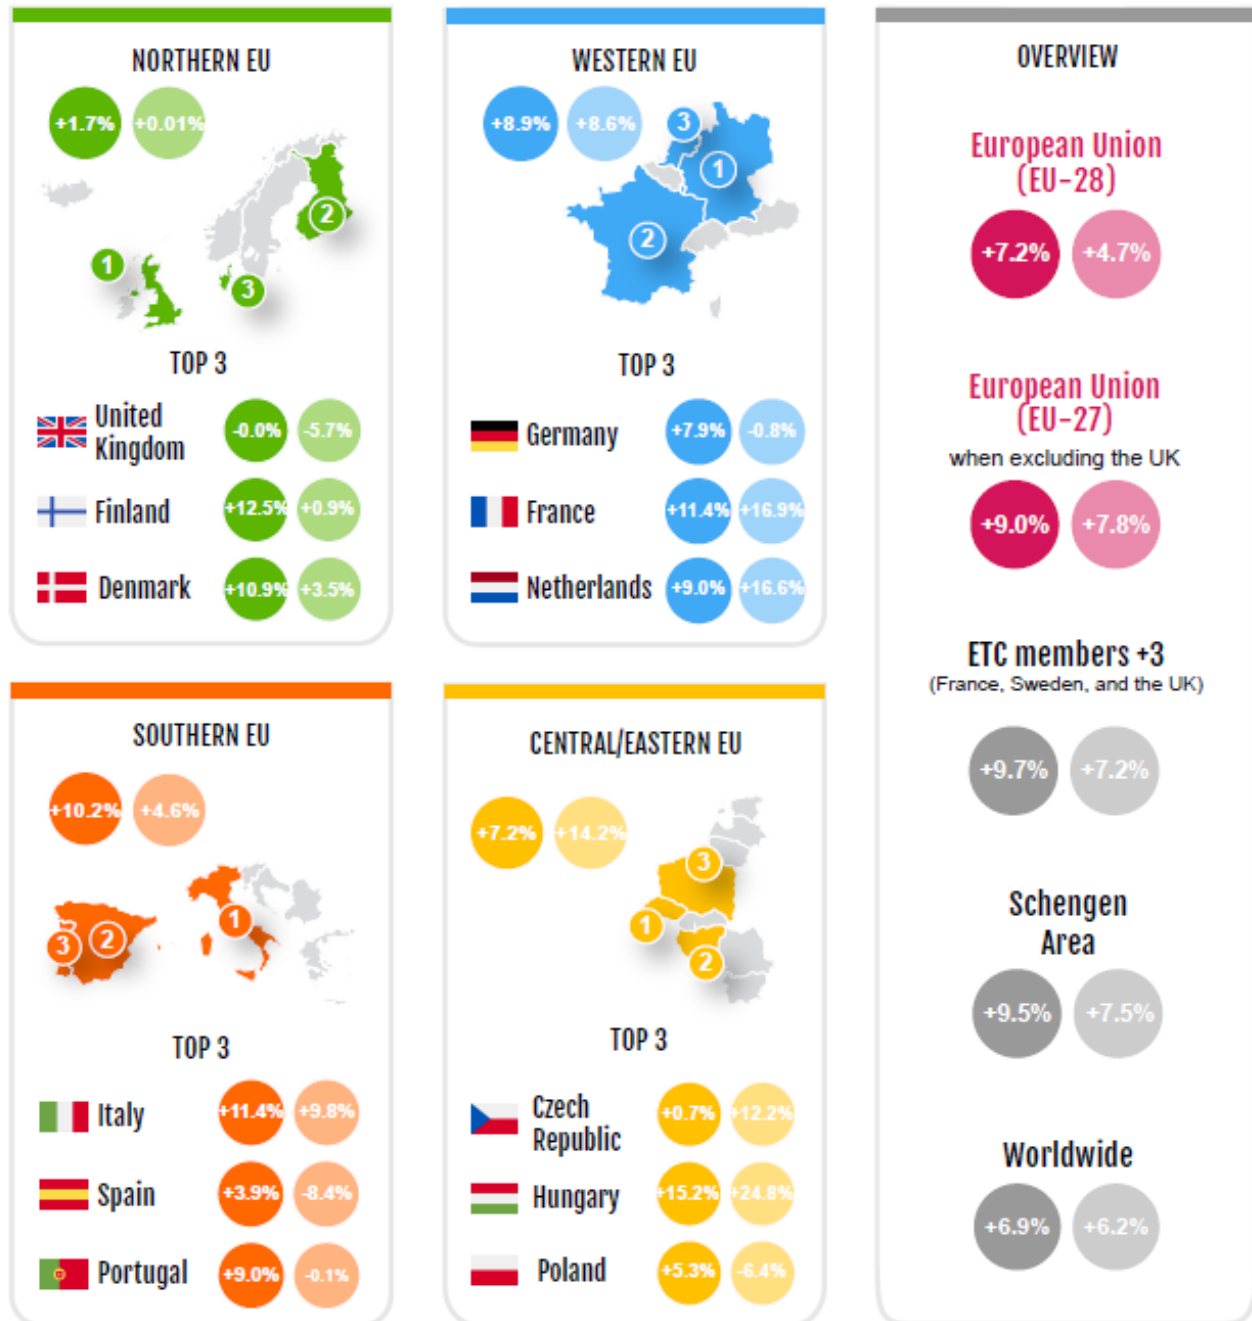 NORTHERN EU
+1.7% +0.01%
1
2
3
TOP 3
United
Kingdom
-0.0% -5.7%
Finland +12.5% +0.9%
Denmark +10.9% +3.5%
WESTERN EU
+8.9% +8.6%
3
1
2
TOP 3
Germany +7.9% -0.8%
France +11.4% +16.9%
Netherlands +9.0% +16.6%
SOUTHERN EU
+10.2% +4.6%
1
3 2
TOP 3
Italy +11.4% +9.8%
Spain +3.9% -8.4%
Portugal +9.0% -0.1%
CENTRAL/EASTERN EU
+7.2% +14.2%
3
1
2
TOP 3
Czech
Republic
+0.7% +12.2%
Hungary +15.2% +24.8%
Poland +5.3% -6.4%
OVERVIEW
European Union
(EU-28)
+7.2% +4.7%
European Union
(EU-27)
when excluding the UK
+9.0% +7.8%
ETC members +3
(France, Sweden, and the UK)
+9.7% +7.2%
Schengen
Area
+9.5% +7.5%
Worldwide
+6.9% +6.2%